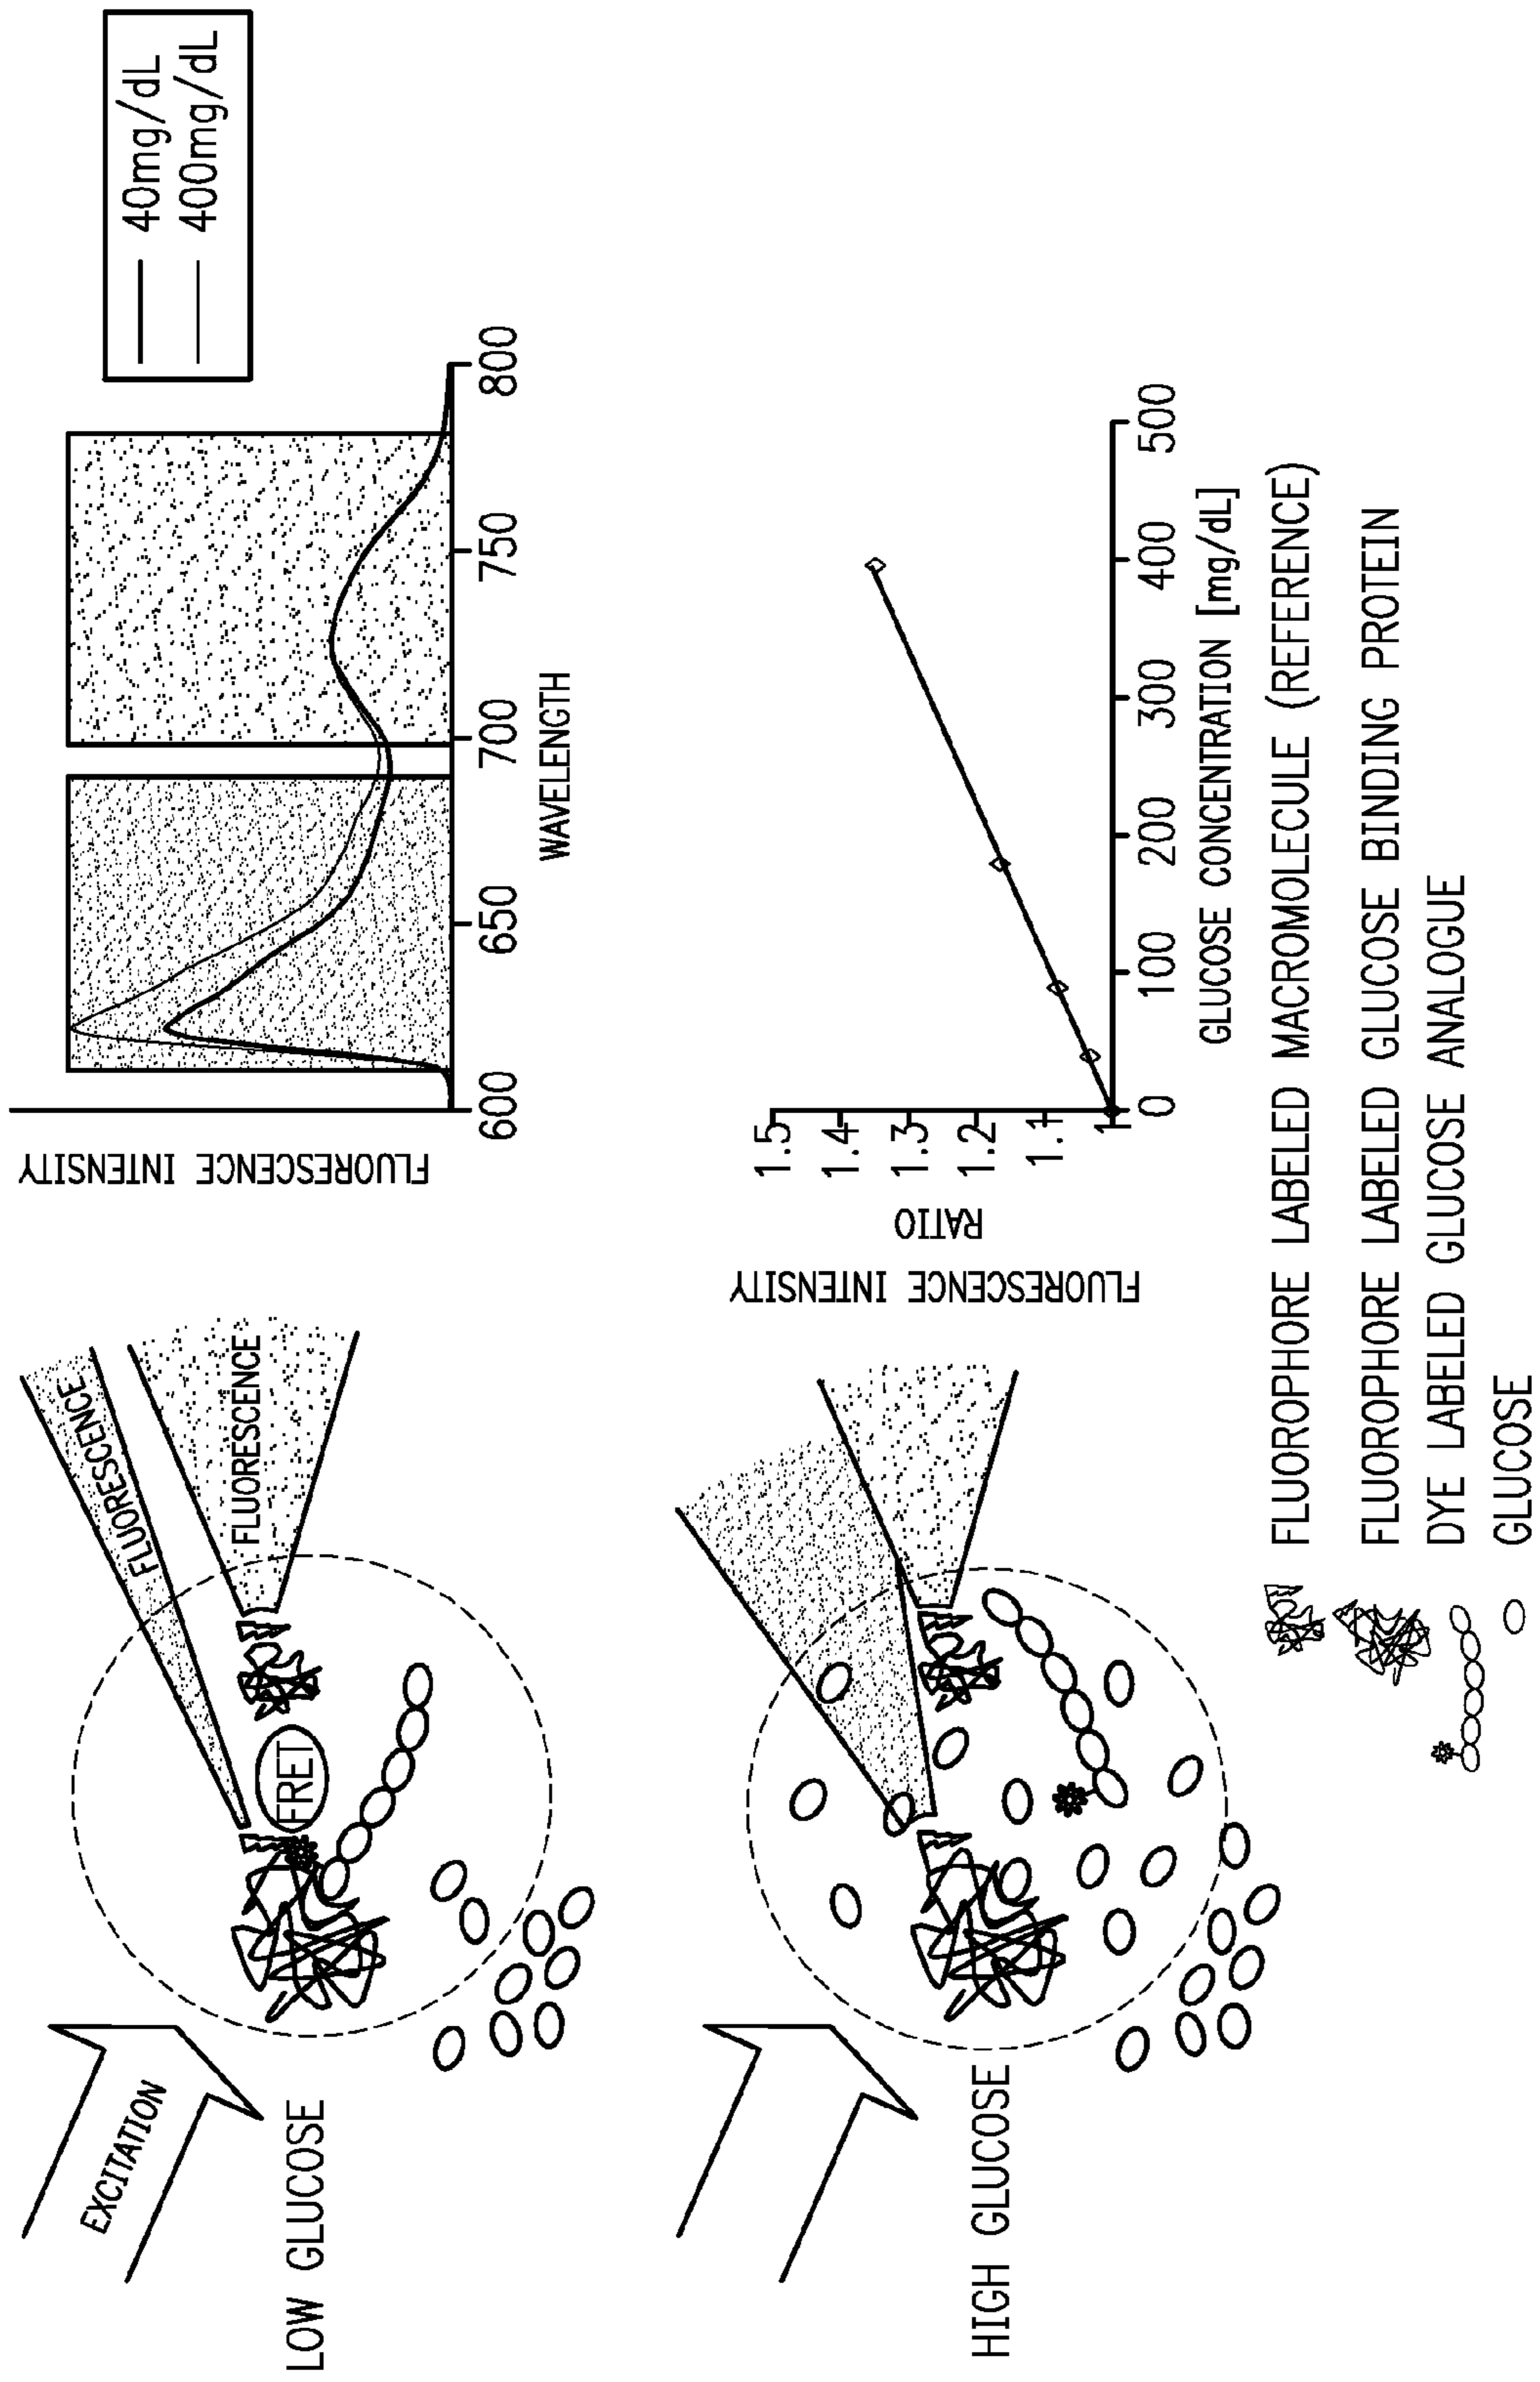 EXCITATION
LOW GLUCOSE
FRET
FLUORESCENCE
FLUORESCENCE
FLUORESCENCE INTENSITY
600
650
700
750
800
WAVELENGTH
40mg/dL
400mg/dL
HIGH GLUCOSE
FLUORESCENCE INTENSITY
RATIO
1.5
1.4
1.3
1.2
1.1
1
0
100
200
300
400
500
GLUCOSE CONCENTRATION [mg/dL]
FLUOROPHORE LABELED MACROMOLECULE (REFERENCE)
FLUOROPHORE LABELED GLUCOSE BINDING PROTEIN
DYE LABELED GLUCOSE ANALOGUE
GLUCOSE